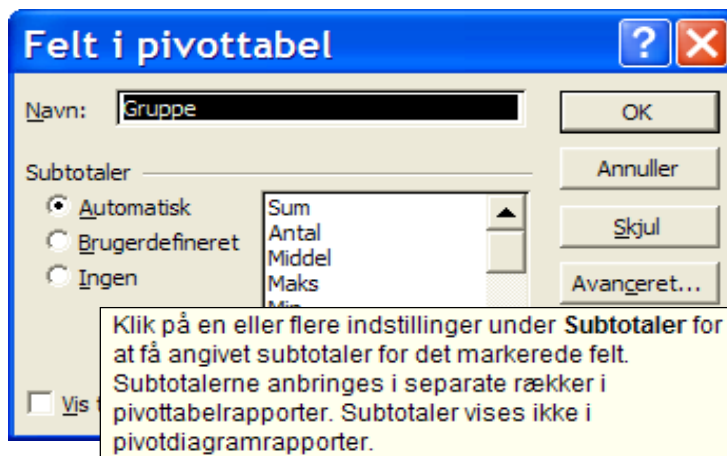 Felt i pivottabel
Navn: Gruppe
OK
Subtotaler
Annuller
Automatisk
Brugerdefineret
Ingen
Sum
Antal
Middel
Maks
Skjul
Avanceret...
Klik på en eller flere indstillinger under Subtotaler for
at få angivet subtotaler for det markerede felt.
Subtotalerne anbringes i separate rækker i
pivottabelrapporter. Subtotaler vises ikke i
pivotdiagramrapporter.
Vis